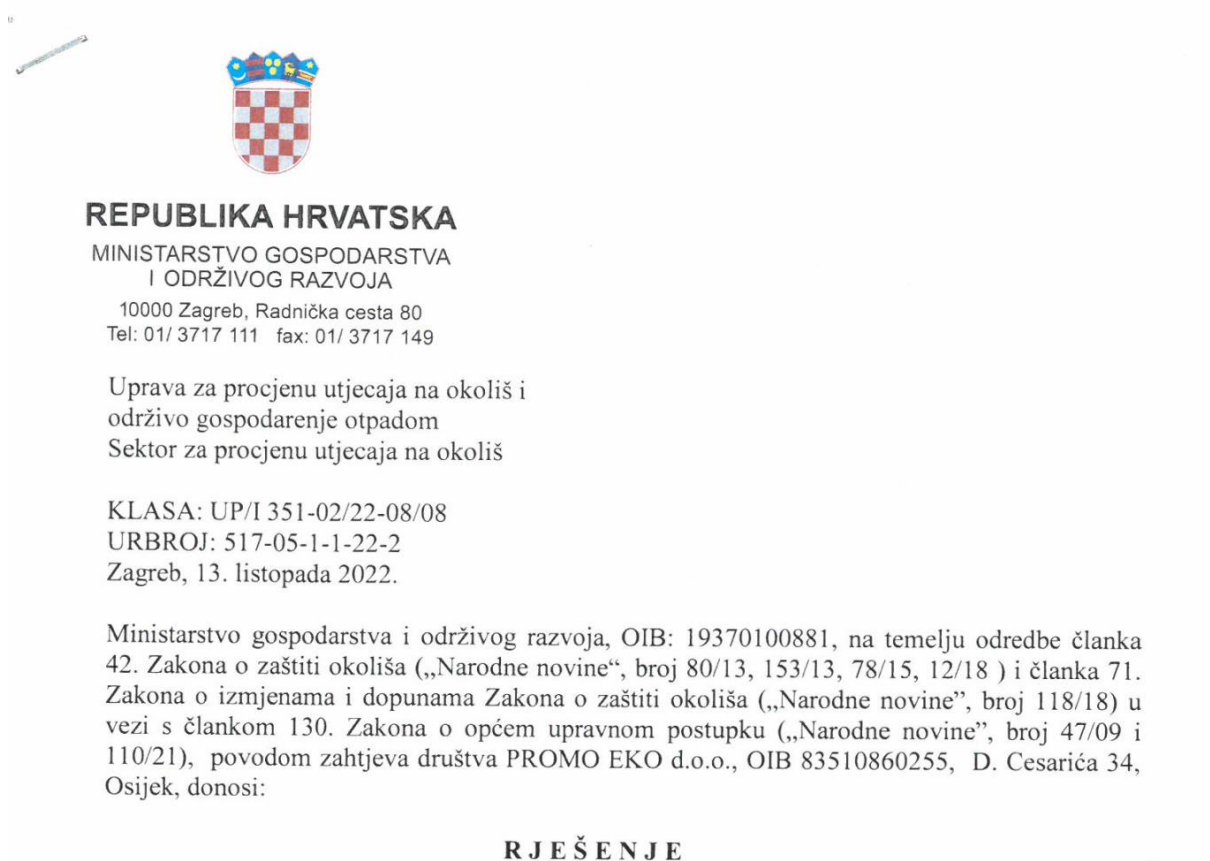 REPUBLIKA HRVATSKA
MINISTARSTVO GOSPODARSTVA
I ODRŽIVOG RAZVOJA
10000 Zagreb, Radnička cesta 80
Tel: 01/ 3717 111 fax: 01/ 3717 149
Uprava za procjenu utjecaja na okoliš i
održivo gospodarenje otpadom
Sektor za procjenu utjecaja na okoliš
KLASA: UP/I 351-02/22-08/08
URBROJ: 517-05-1-1-22-2
Zagreb, 13. listopada 2022.
Ministarstvo gospodarstva i održivog razvoja, OIB: 19370100881, na temelju odredbe članka
42. Zakona o zaštiti okoliša („Narodne novine“, broj 80/13, 153/13, 78/15, 12/18 ) i članka 71.
Zakona o izmjenama i dopunama Zakona o zaštiti okoliša („Narodne novine”, broj 118/18) u
vezi s člankom 130. Zakona o općem upravnom postupku („Narodne novine”, broj 47/09 i
110/21), povodom zahtjeva društva PROMO EKO d.o.o., OIB 83510860255, D. Cesarića 34,
Osijek, donosi:
R J E Š E N J E